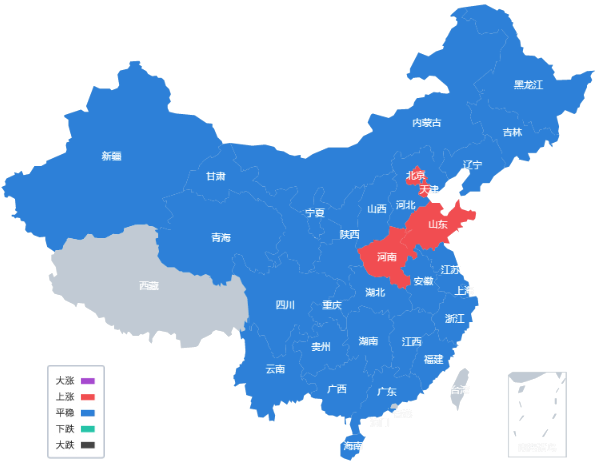 黑龙江
内蒙古
吉林
新疆
辽宁
甘肃
北京
天津
河北
山西
宁夏
山东
青海
陕西
河南
江苏
西藏
安徽
上海
湖北
四川
重庆
浙江
湖南
江西
贵州
福建
云南
广西
广东
台湾
海南
大涨
上涨
平稳
下跌
大跌